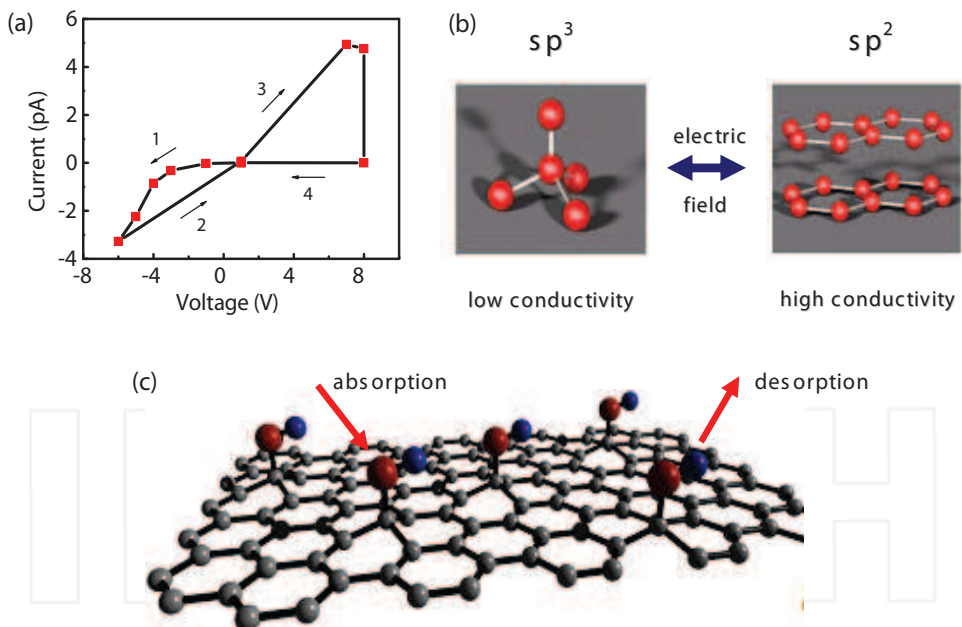 (a)
Current (pA)
6
4
2
0
-2
-4
-8
-4
0
4
8
Voltage (V)
1
2
3
4
(b)
sp³
sp²
electric
field
low conductivity
high conductivity
(c)
absorption
desorption